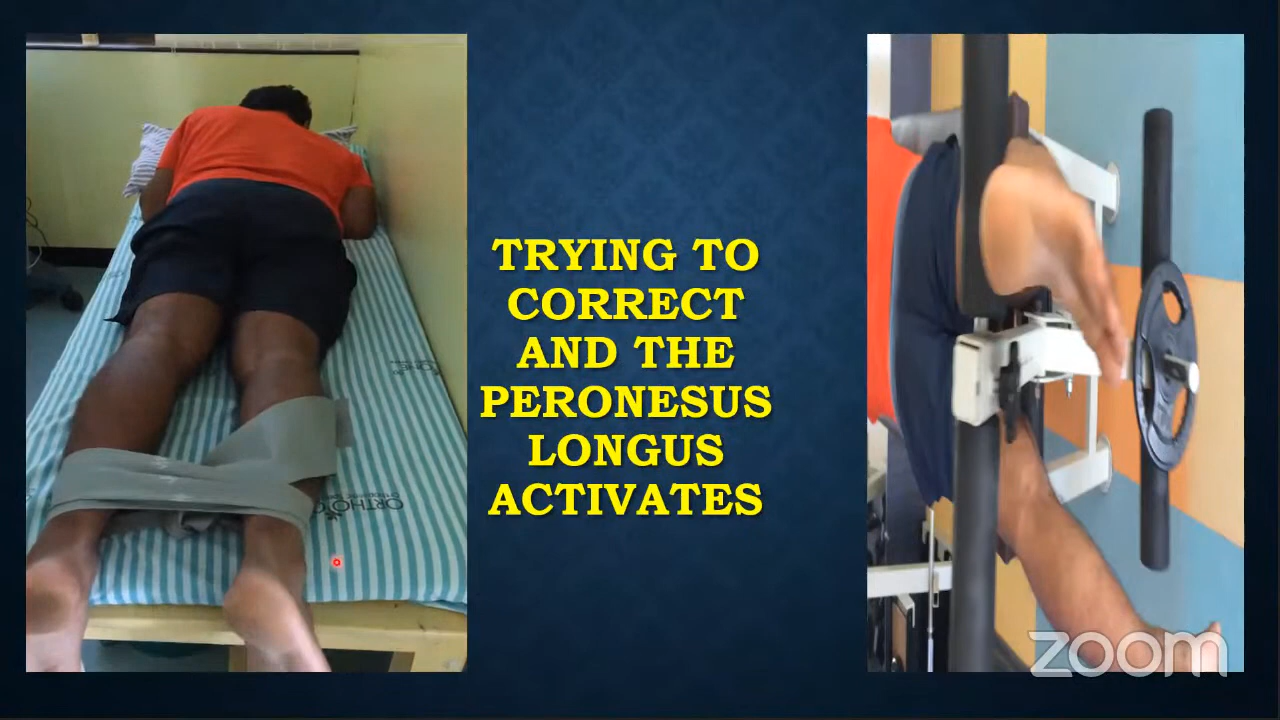 TRYING TO
CORRECT
AND THE
PERONESUS
LONGUS
ACTIVATES
zoom